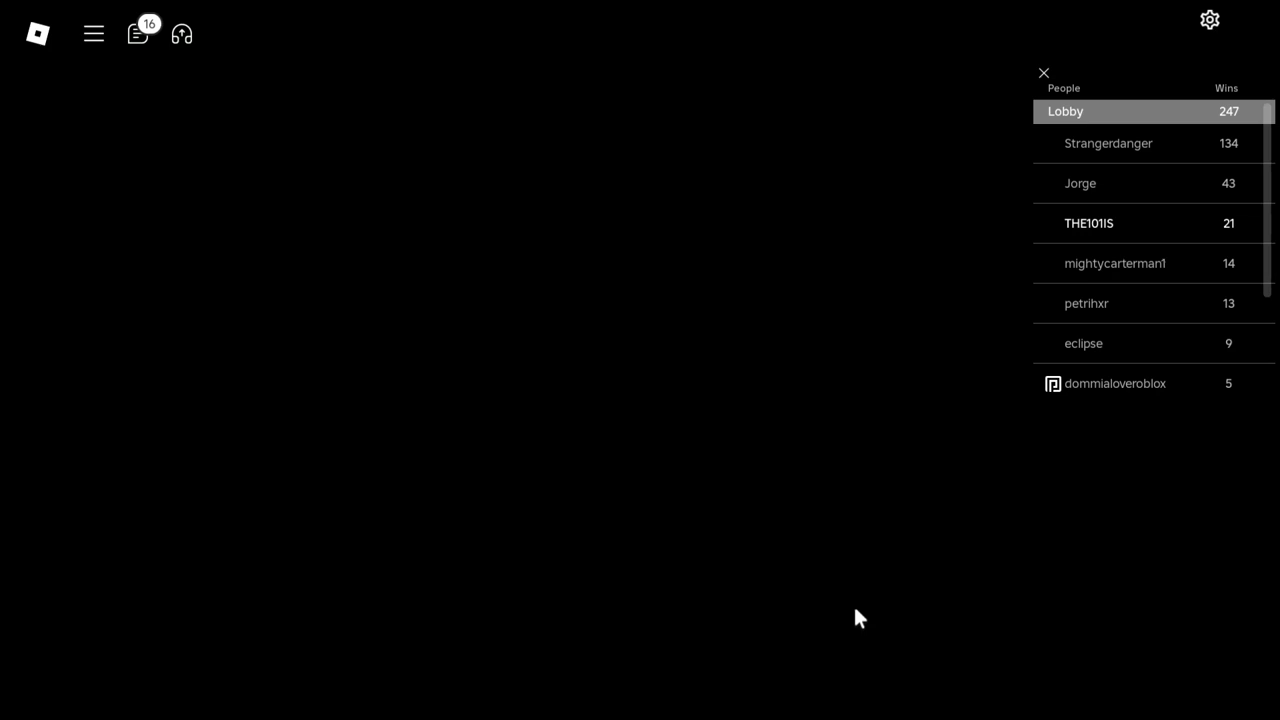 16
People Wins
Lobby 247
Strangerdanger 134
Jorge 43
THE101IS 21
mightycarterman1 14
petrihxr 13
eclipse 9
dommialoveroblox 5